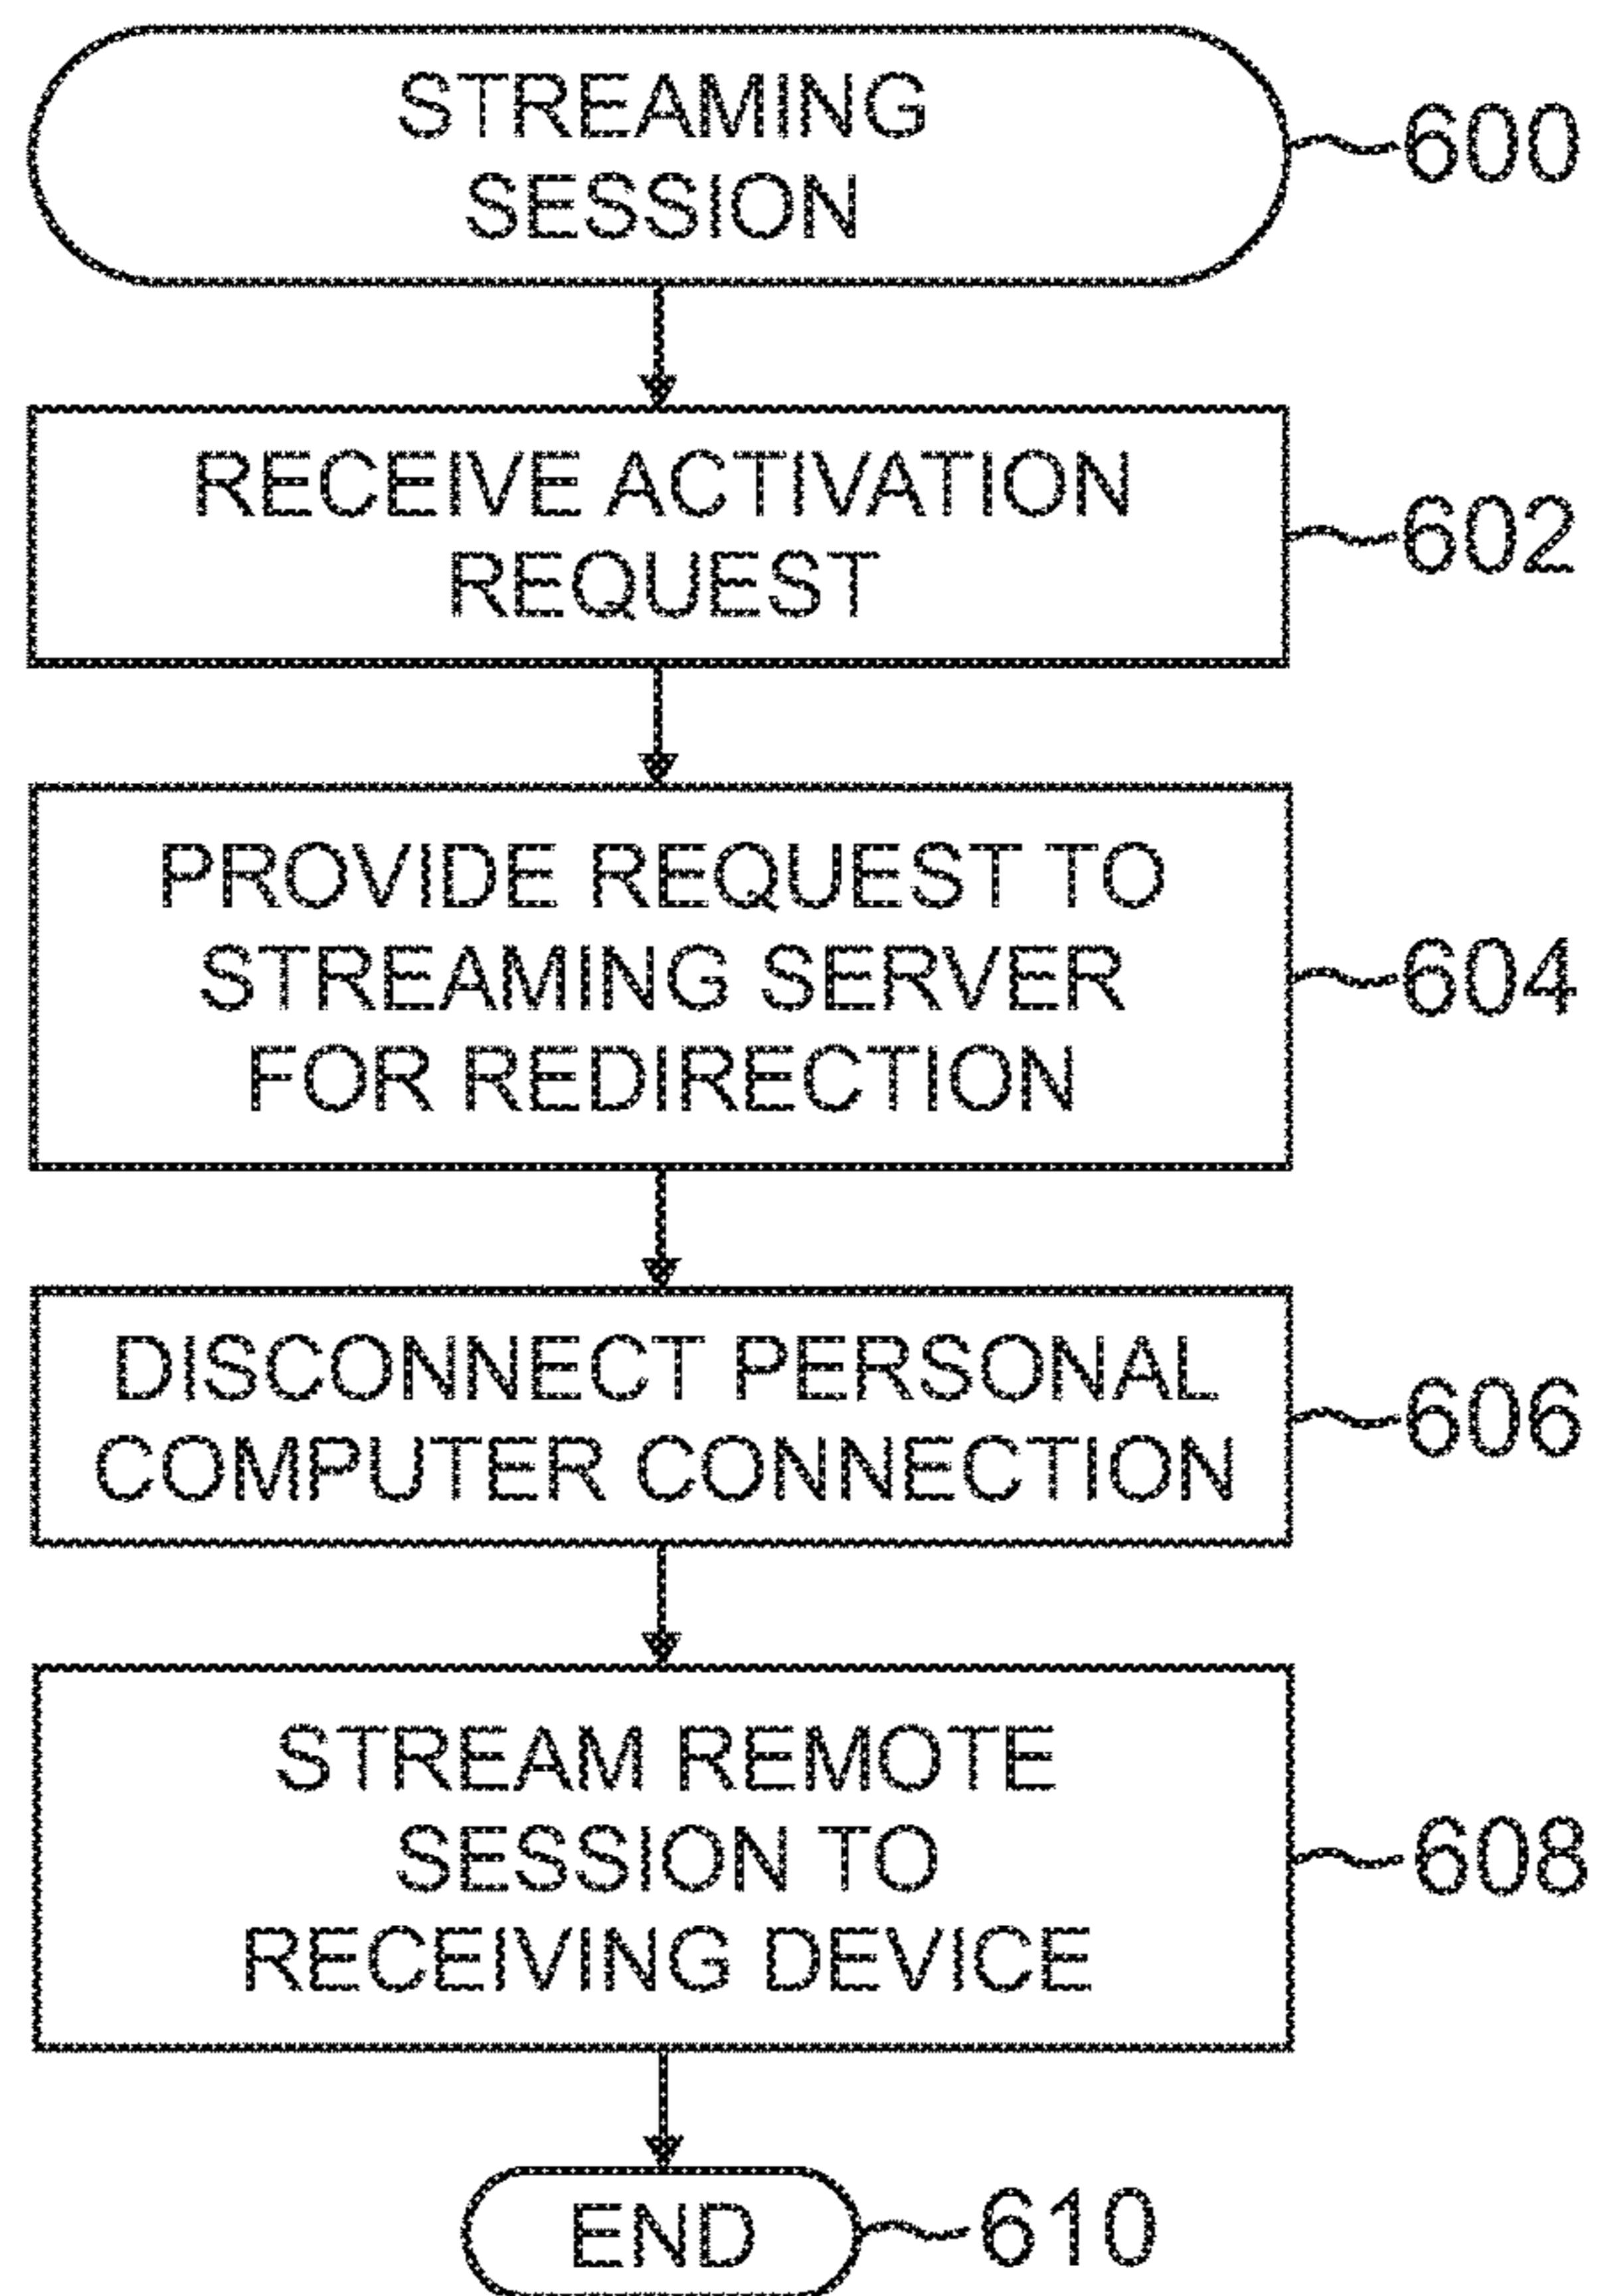 STREAMING
SESSION
600
RECEIVE ACTIVATION
REQUEST
602
PROVIDE REQUEST TO
STREAMING SERVER
FOR REDIRECTION
604
DISCONNECT PERSONAL
COMPUTER CONNECTION
606
STREAM REMOTE
SESSION TO
RECEIVING DEVICE
608
END
610